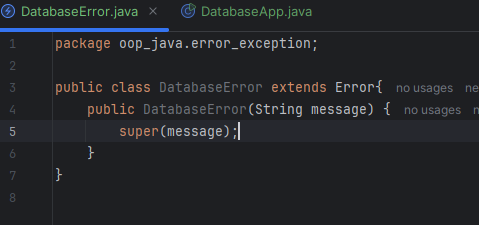 DatabaseError.java × DatabaseApp.java
1 package oop_java.error_exception;
2
3 public class DatabaseError extends Error{ no usages ne
4 public DatabaseError(String message) { no usages
5 super(message);
6 }
7 }
8